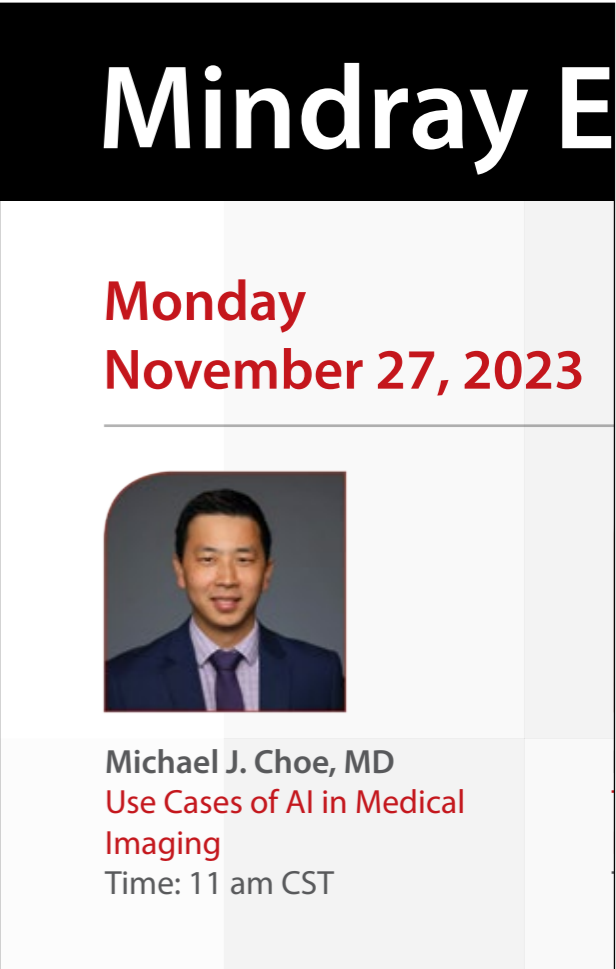 Mindray E
Monday
November 27, 2023
Michael J. Choe, MD
Use Cases of AI in Medical
Imaging
Time: 11 am CST